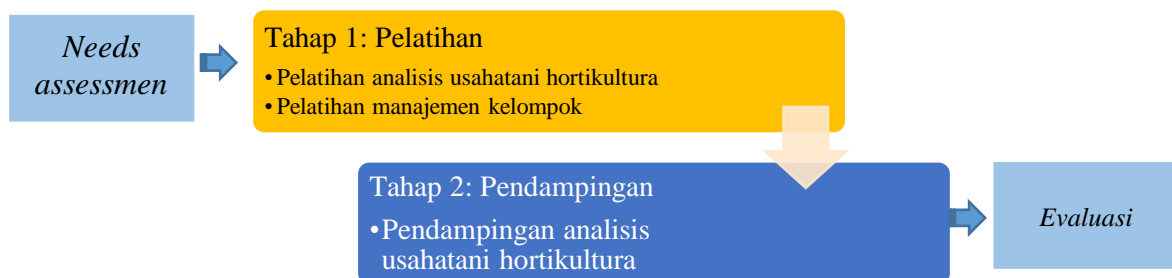 Needs
assessmen
Tahap 1: Pelatihan
• Pelatihan analisis usahatani hortikultura
• Pelatihan manajemen kelompok
Tahap 2: Pendampingan
•Pendampingan analisis
usahatani hortikultura
Evaluasi